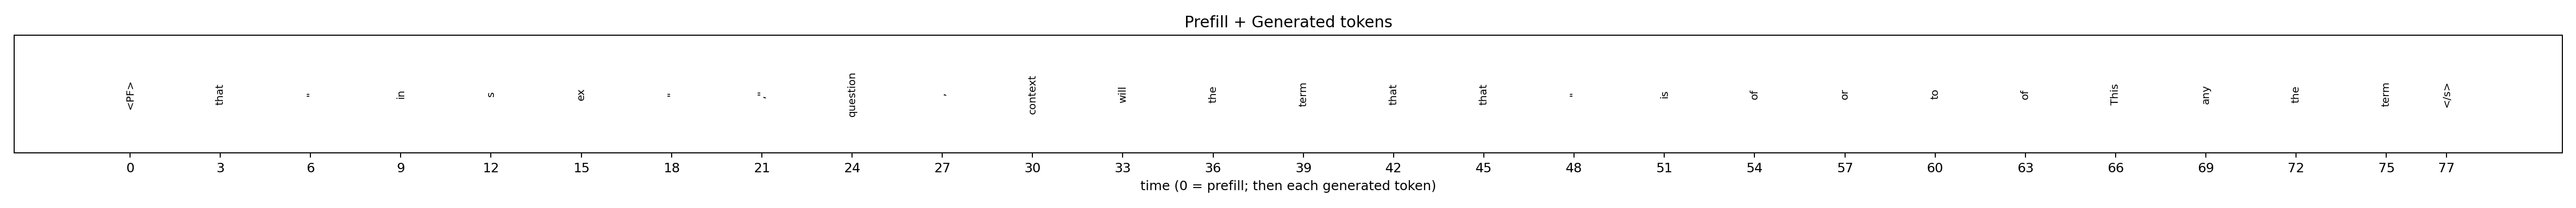 Prefill + Generated tokens
<PF> that " in s ex " ", question , context will the term that that " is of or to of This any the term </s>
0 3 6 9 12 15 18 21 24 27 30 33 36 39 42 45 48 51 54 57 60 63 66 69 72 75 77
time (0 = prefill; then each generated token)